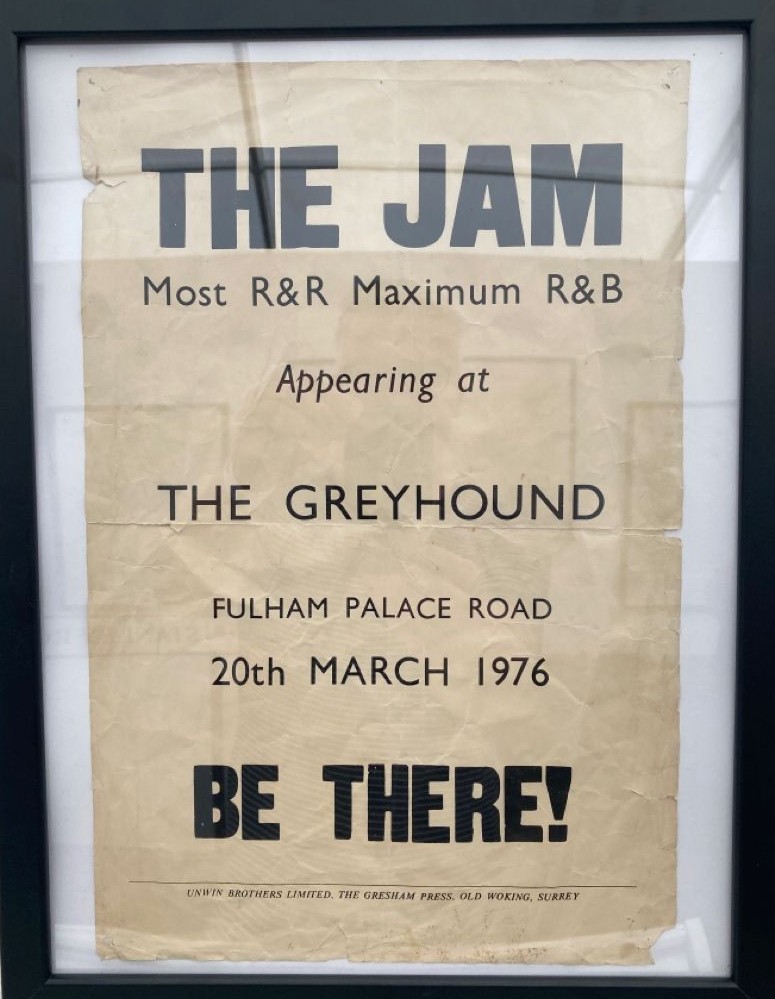 THE JAM
Most R&R Maximum R&B
Appearing at
THE GREYHOUND
FULHAM PALACE ROAD
20th MARCH 1976
BE THERE!
UNWIN BROTHERS LIMITED. THE GRESHAM PRESS. OLD WOKING, SURREY